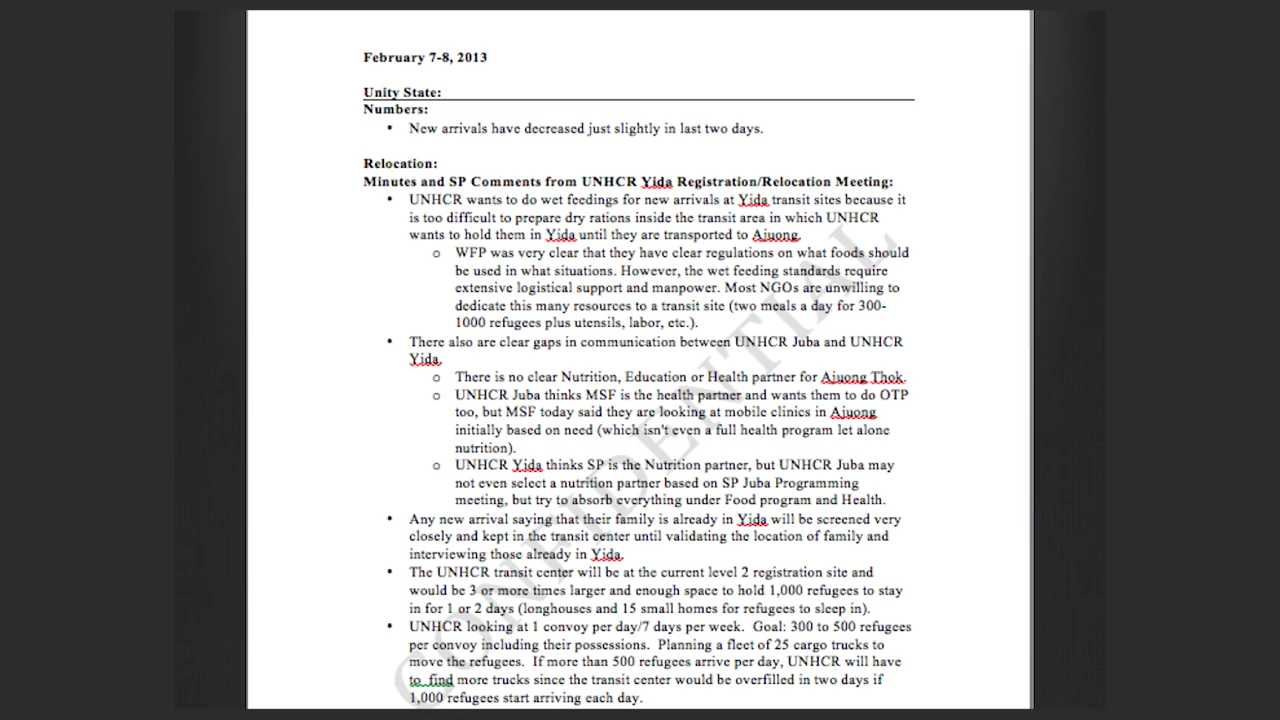 February 7-8, 2013
Unity State:
Numbers:
• New arrivals have decreased just slightly in last two days.
Relocation:
Minutes and SP Comments from UNHCR Yida Registration/Relocation Meeting:
• UNHCR wants to do wet feedings for new arrivals at Yida transit sites because it
is too difficult to prepare dry rations inside the transit area in which UNHCR
wants to hold them in Yida until they are transported to Ajuong.
o WFP was very clear that they have clear regulations on what foods should
be used in what situations. However, the wet feeding standards require
extensive logistical support and manpower. Most NGOs are unwilling to
dedicate this many resources to a transit site (two meals a day for 300-
1000 refugees plus utensils, labor, etc.).
• There also are clear gaps in communication between UNHCR Juba and UNHCR
Yida.
o There is no clear Nutrition, Education or Health partner for Ajuong Thok.
o UNHCR Juba thinks MSF is the health partner and wants them to do OTP
too, but MSF today said they are looking at mobile clinics in Ajuong
initially based on need (which isn't even a full health program let alone
nutrition).
o UNHCR Yida thinks SP is the Nutrition partner, but UNHCR Juba may
not even select a nutrition partner based on SP Juba Programming
meeting, but try to absorb everything under Food program and Health.
• Any new arrival saying that their family is already in Yida will be screened very
closely and kept in the transit center until validating the location of family and
interviewing those already in Yida.
• The UNHCR transit center will be at the current level 2 registration site and
would be 3 or more times larger and enough space to hold 1,000 refugees to stay
in for 1 or 2 days (longhouses and 15 small homes for refugees to sleep in).
• UNHCR looking at 1 convoy per day/7 days per week. Goal: 300 to 500 refugees
per convoy including their possessions. Planning a fleet of 25 cargo trucks to
move the refugees. If more than 500 refugees arrive per day, UNHCR will have
to find more trucks since the transit center would be overfilled in two days if
1,000 refugees start arriving each day.
CONFIDENTIAL